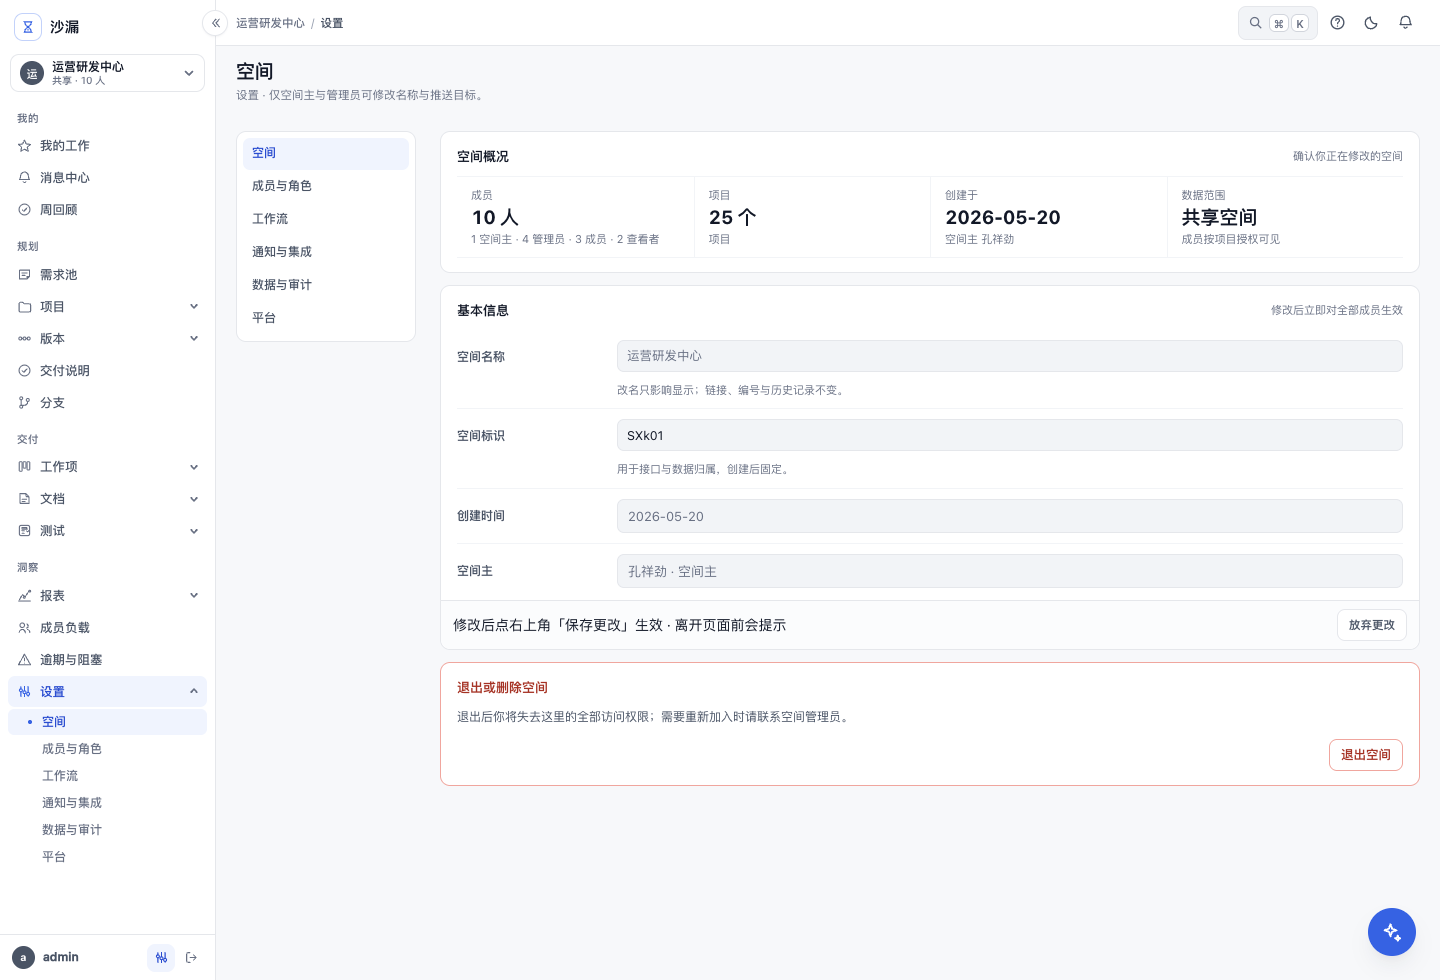 沙漏
运
运营研发中心
共享 · 10 人
我的
我的工作
消息中心
周回顾
规划
需求池
项目
版本
交付说明
分支
交付
工作项
文档
测试
洞察
报表
成员负载
逾期与阻塞
设置
空间
成员与角色
工作流
通知与集成
数据与审计
平台
a admin
运营研发中心 / 设置
⌘ K
空间
设置 · 仅空间主与管理员可修改名称与推送目标。
空间
成员与角色
工作流
通知与集成
数据与审计
平台
空间概况
确认你正在修改的空间
成员
10 人
1 空间主 · 4 管理员 · 3 成员 · 2 查看者
项目
25 个
项目
创建于
2026-05-20
空间主 孔祥劲
数据范围
共享空间
成员按项目授权可见
基本信息
修改后立即对全部成员生效
空间名称
运营研发中心
改名只影响显示；链接、编号与历史记录不变。
空间标识
SXk01
用于接口与数据归属，创建后固定。
创建时间
2026-05-20
空间主
孔祥劲 · 空间主
修改后点右上角「保存更改」生效 · 离开页面前会提示
放弃更改
退出或删除空间
退出后你将失去这里的全部访问权限；需要重新加入时请联系空间管理员。
退出空间